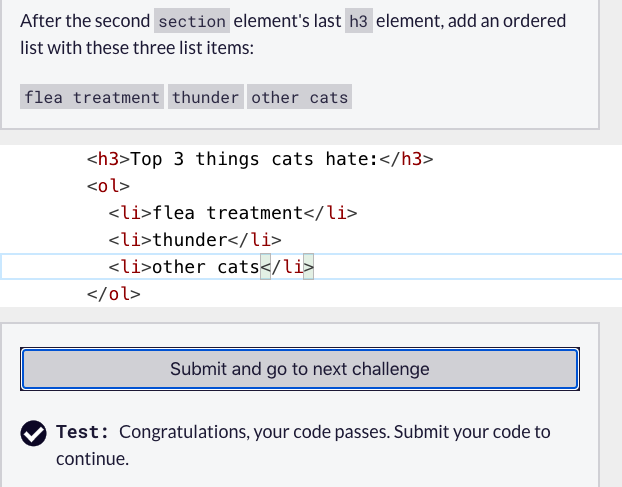 After the second section element's last h3 element, add an ordered
list with these three list items:
flea treatment thunder other cats
<h3>Top 3 things cats hate:</h3>
<ol>
<li>flea treatment</li>
<li>thunder</li>
<li>other cats</li>
</ol>
Submit and go to next challenge
Test: Congratulations, your code passes. Submit your code to
continue.